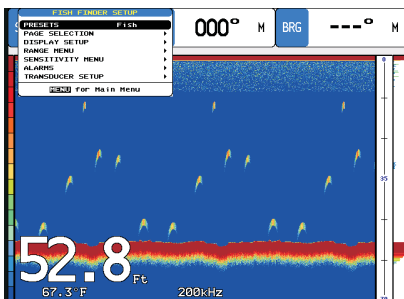 FISH FINDER SETUP
PRESETS Fish
PAGE SELECTION
DISPLAY SETUP
RANGE MENU
SENSITIVITY MENU
ALARMS
TRANSDUCER SETUP
MENU for Main Menu
000° M BRG ---° M
0
35
52.8 Ft
67.3°F 200kHz
70